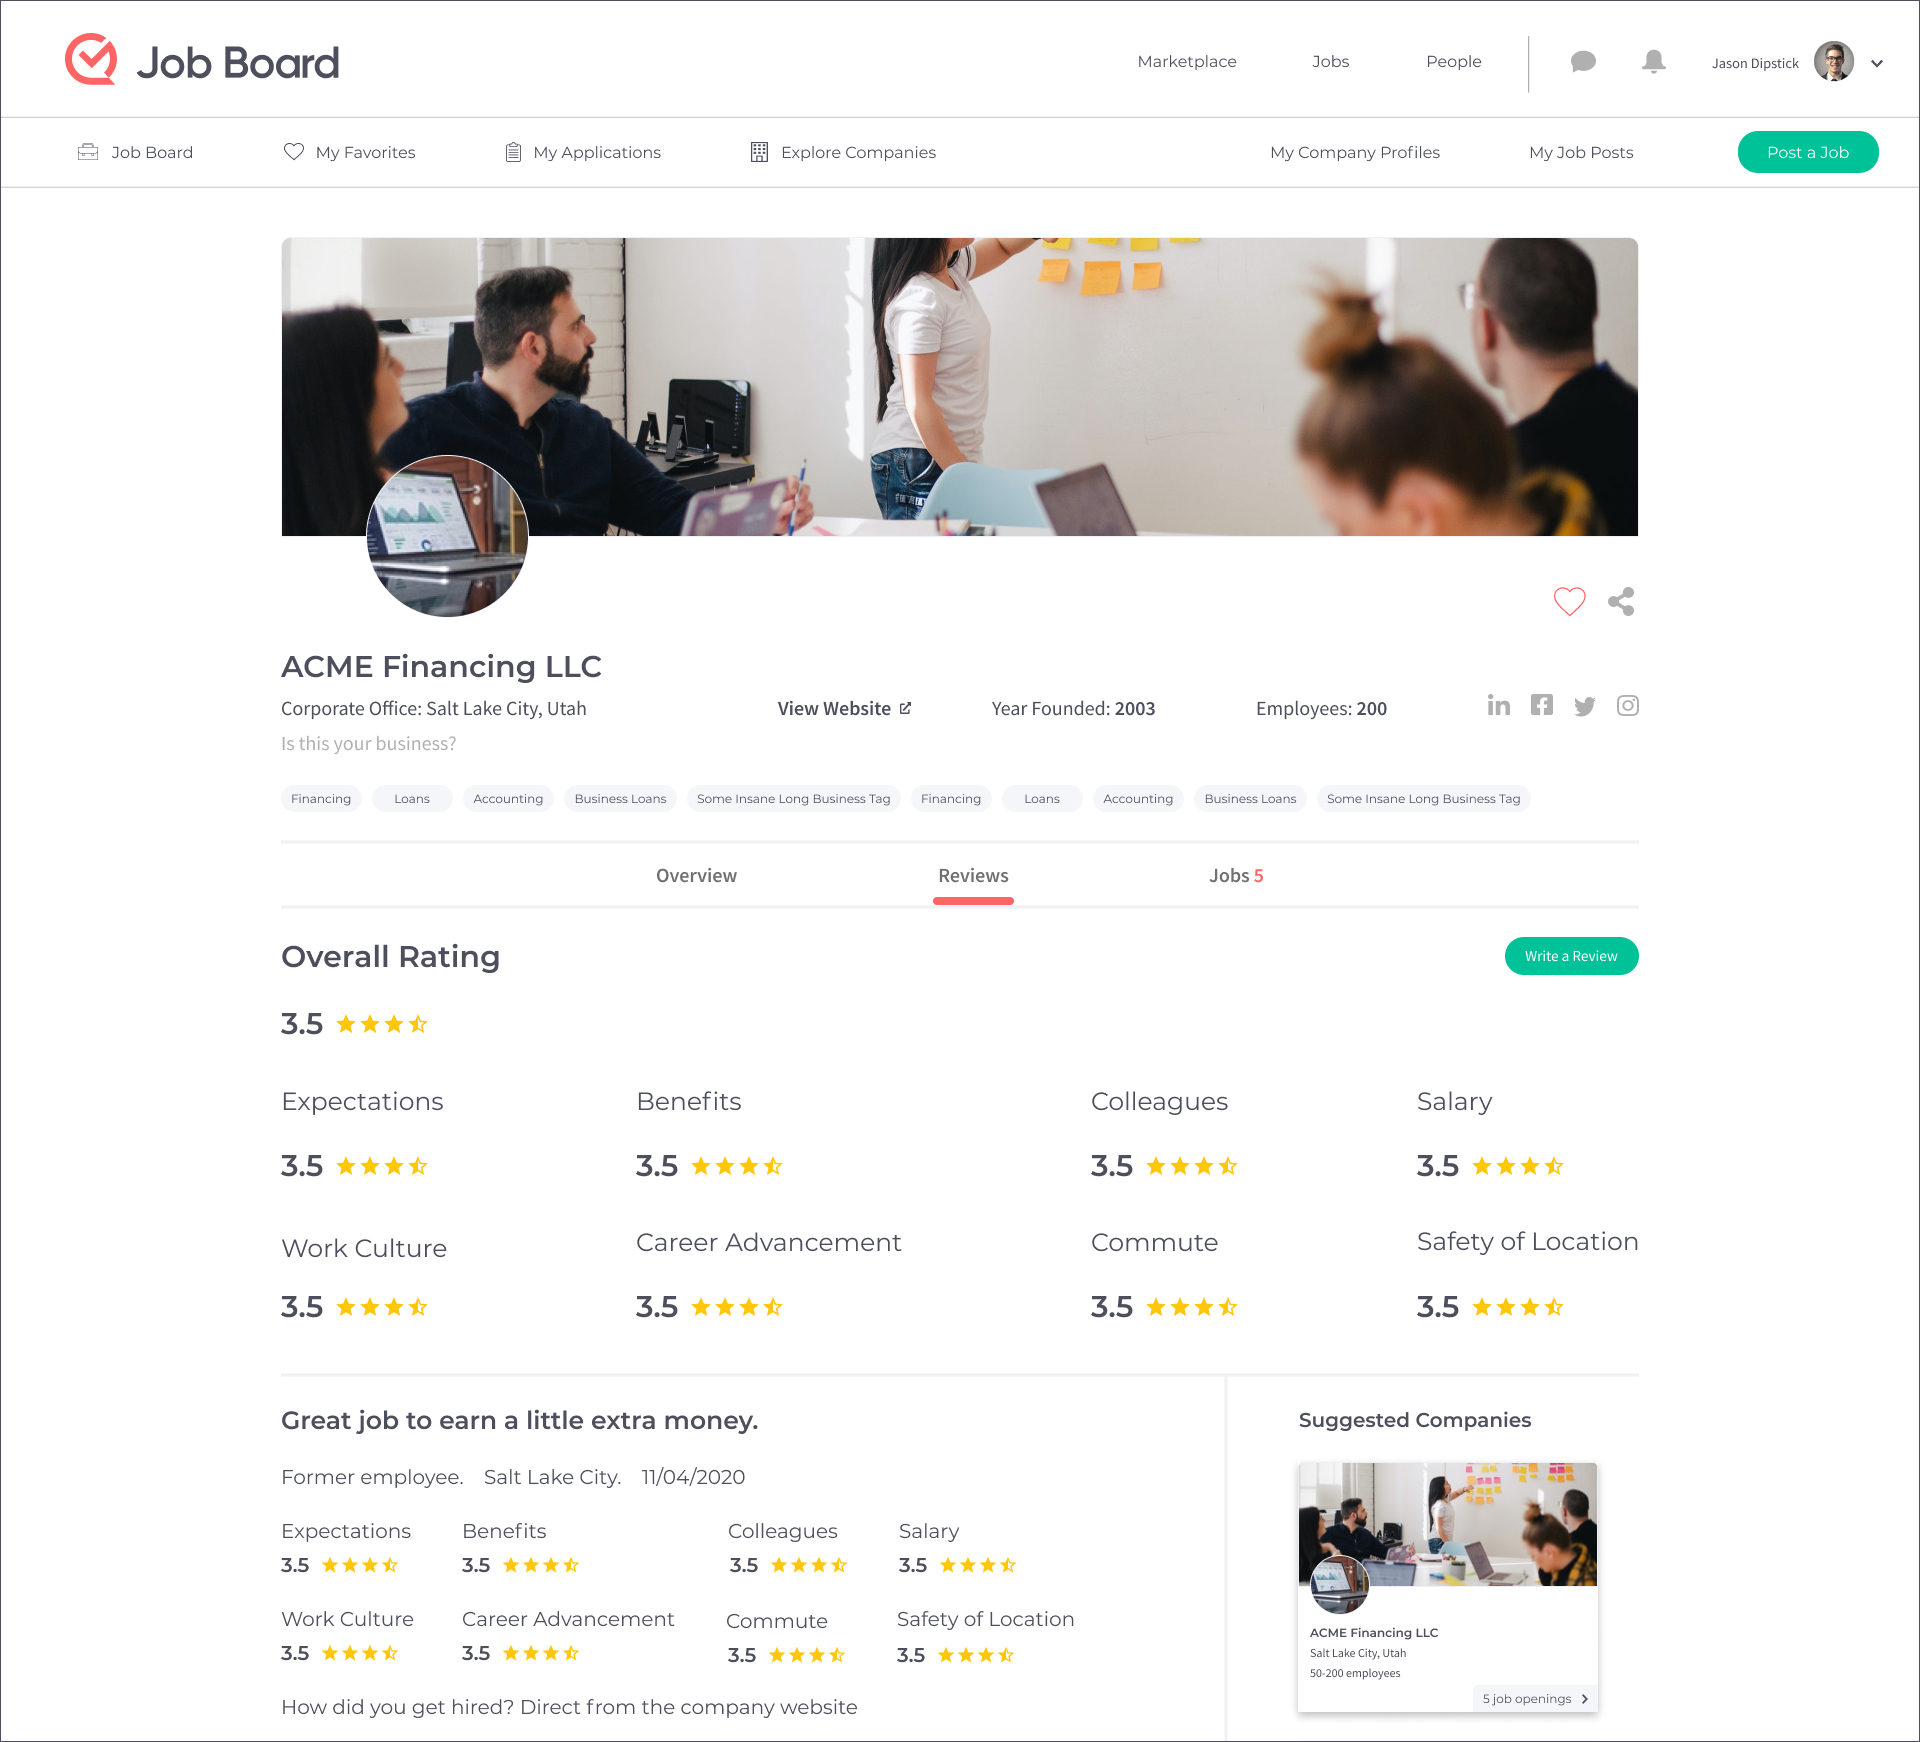 Job Board
Marketplace Jobs People Jason Dipstick
Job Board My Favorites My Applications Explore Companies My Company Profiles My Job Posts Post a Job
ACME Financing LLC
Corporate Office: Salt Lake City, Utah View Website Year Founded: 2003 Employees: 200
Is this your business?
Financing Loans Accounting Business Loans Some Insane Long Business Tag Financing Loans Accounting Business Loans Some Insane Long Business Tag
Overview Reviews Jobs 5
Overall Rating Write a Review
3.5
Expectations Benefits Colleagues Salary
3.5 3.5 3.5 3.5
Work Culture Career Advancement Commute Safety of Location
3.5 3.5 3.5 3.5
Great job to earn a little extra money.
Former employee. Salt Lake City. 11/04/2020
Expectations Benefits Colleagues Salary
3.5 3.5 3.5 3.5
Work Culture Career Advancement Commute Safety of Location
3.5 3.5 3.5 3.5
How did you get hired? Direct from the company website
Suggested Companies
ACME Financing LLC
Salt Lake City, Utah
50-200 employees
5 job openings